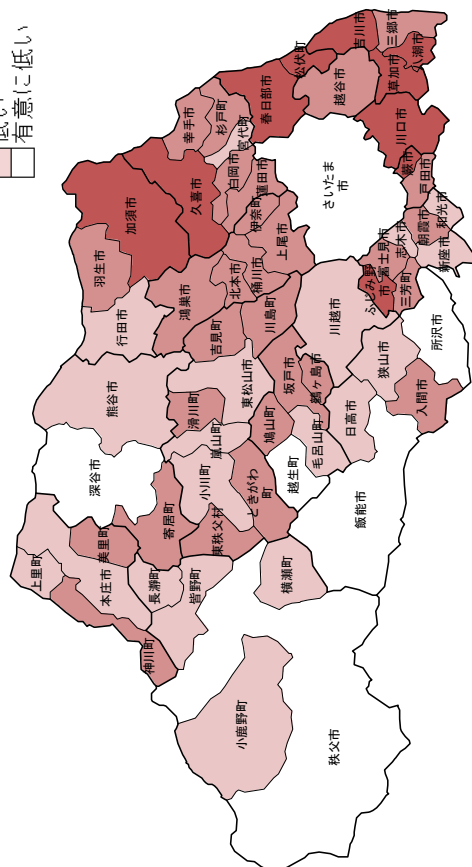 低い
有意に低い
上里町
本庄市
神川町
美里町
深谷市
熊谷市
行田市
羽生市
加須市
久喜市
幸手市
杉戸町
宮代町
白岡市
蓮田市
伊奈町
上尾市
桶川市
北本市
鴻巣市
吉見町
川島町
東松山市
滑川町
嵐山町
小川町
寄居町
長瀞町
皆野町
東秩父村
ときがわ町
鳩山町
坂戸市
鶴ヶ島市
毛呂山町
越生町
日高市
川越市
狭山市
入間市
所沢市
飯能市
横瀬町
小鹿野町
秩父市
さいたま市
春日部市
松伏町
吉川市
三郷市
八潮市
草加市
越谷市
川口市
蕨市
戸田市
和光市
朝霞市
新座市
志木市
富士見市
ふじみ野市
三芳町